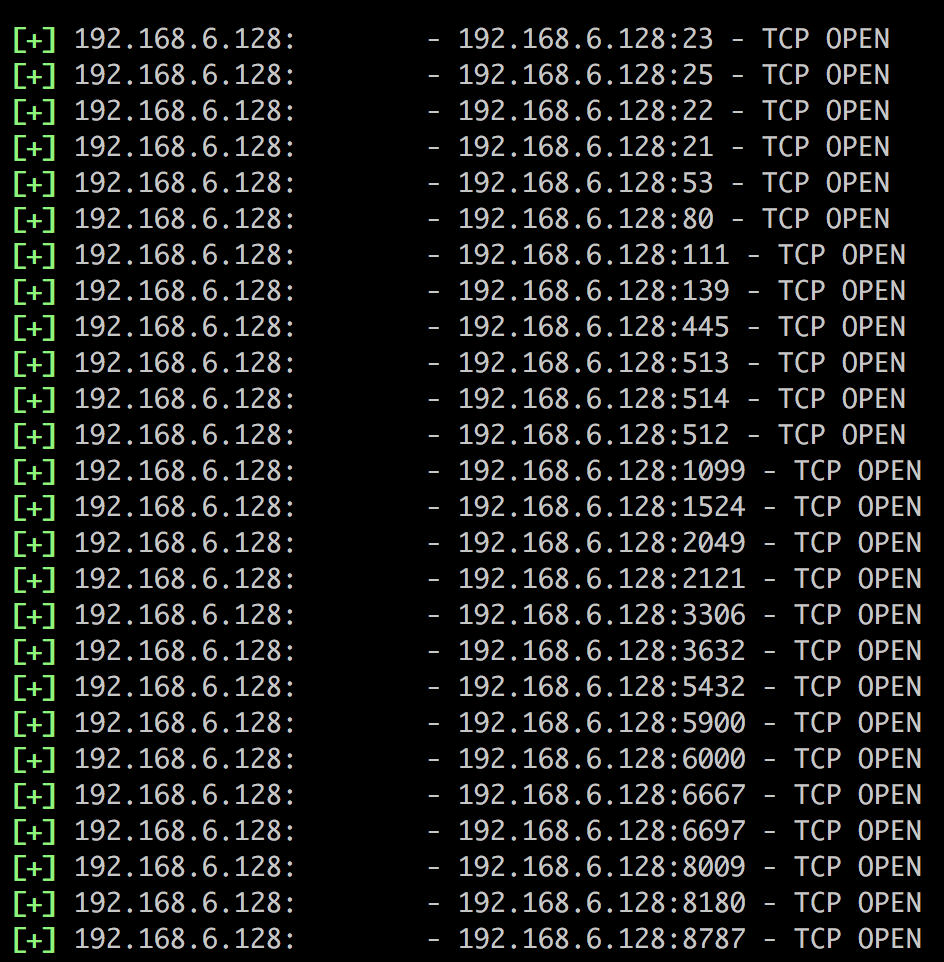 [+] 192.168.6.128: - 192.168.6.128:23 - TCP OPEN
[+] 192.168.6.128: - 192.168.6.128:25 - TCP OPEN
[+] 192.168.6.128: - 192.168.6.128:22 - TCP OPEN
[+] 192.168.6.128: - 192.168.6.128:21 - TCP OPEN
[+] 192.168.6.128: - 192.168.6.128:53 - TCP OPEN
[+] 192.168.6.128: - 192.168.6.128:80 - TCP OPEN
[+] 192.168.6.128: - 192.168.6.128:111 - TCP OPEN
[+] 192.168.6.128: - 192.168.6.128:139 - TCP OPEN
[+] 192.168.6.128: - 192.168.6.128:445 - TCP OPEN
[+] 192.168.6.128: - 192.168.6.128:513 - TCP OPEN
[+] 192.168.6.128: - 192.168.6.128:514 - TCP OPEN
[+] 192.168.6.128: - 192.168.6.128:512 - TCP OPEN
[+] 192.168.6.128: - 192.168.6.128:1099 - TCP OPEN
[+] 192.168.6.128: - 192.168.6.128:1524 - TCP OPEN
[+] 192.168.6.128: - 192.168.6.128:2049 - TCP OPEN
[+] 192.168.6.128: - 192.168.6.128:2121 - TCP OPEN
[+] 192.168.6.128: - 192.168.6.128:3306 - TCP OPEN
[+] 192.168.6.128: - 192.168.6.128:3632 - TCP OPEN
[+] 192.168.6.128: - 192.168.6.128:5432 - TCP OPEN
[+] 192.168.6.128: - 192.168.6.128:5900 - TCP OPEN
[+] 192.168.6.128: - 192.168.6.128:6000 - TCP OPEN
[+] 192.168.6.128: - 192.168.6.128:6667 - TCP OPEN
[+] 192.168.6.128: - 192.168.6.128:6697 - TCP OPEN
[+] 192.168.6.128: - 192.168.6.128:8009 - TCP OPEN
[+] 192.168.6.128: - 192.168.6.128:8180 - TCP OPEN
[+] 192.168.6.128: - 192.168.6.128:8787 - TCP OPEN